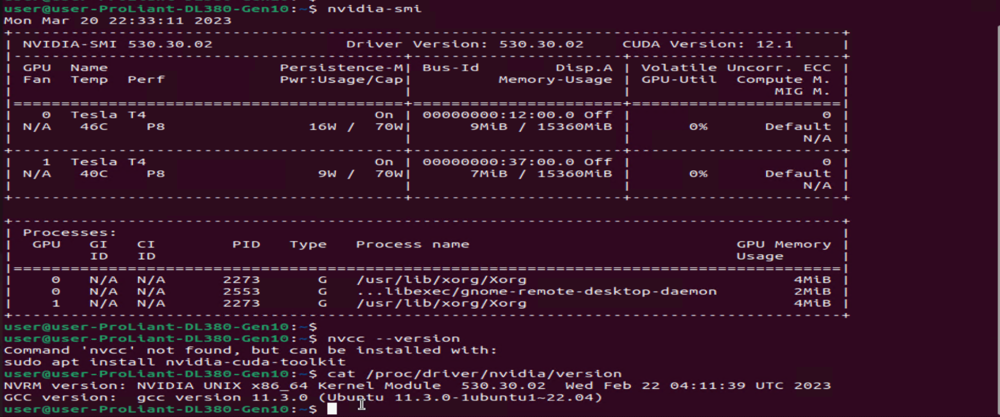 user@user-ProLiant-DL380-Gen10:~$ nvidia-smi
Mon Mar 20 22:33:11 2023
+---------------------------------------------------------------------------------------+
| NVIDIA-SMI 530.30.02              Driver Version: 530.30.02    CUDA Version: 12.1     |
|-----------------------------------------+----------------------+----------------------+
| GPU  Name                  Persistence-M| Bus-Id        Disp.A | Volatile Uncorr. ECC |
| Fan  Temp  Perf            Pwr:Usage/Cap|         Memory-Usage | GPU-Util  Compute M. |
|                                         |                      |               MIG M. |
|=========================================+======================+======================|
|   0  Tesla T4                        On | 00000000:12:00.0 Off |                    0 |
| N/A   46C    P8               16W /  70W|      9MiB / 15360MiB |      0%      Default |
|                                         |                      |                  N/A |
+-----------------------------------------+----------------------+----------------------+
|   1  Tesla T4                        On | 00000000:37:00.0 Off |                    0 |
| N/A   40C    P8                9W /  70W|      7MiB / 15360MiB |      0%      Default |
|                                         |                      |                  N/A |
+-----------------------------------------+----------------------+----------------------+
+---------------------------------------------------------------------------------------+
| Processes:                                                                            |
|  GPU   GI   CI        PID   Type   Process name                            GPU Memory |
|        ID   ID                                                             Usage      |
|=======================================================================================|
|    0   N/A  N/A      2273      G   /usr/lib/xorg/Xorg                            4MiB |
|    0   N/A  N/A      2553      G   ...libexec/gnome-remote-desktop-daemon        2MiB |
|    1   N/A  N/A      2273      G   /usr/lib/xorg/Xorg                            4MiB |
+---------------------------------------------------------------------------------------+
user@user-ProLiant-DL380-Gen10:~$
user@user-ProLiant-DL380-Gen10:~$ nvcc --version
Command 'nvcc' not found, but can be installed with:
sudo apt install nvidia-cuda-toolkit
user@user-ProLiant-DL380-Gen10:~$ cat /proc/driver/nvidia/version
NVRM version: NVIDIA UNIX x86_64 Kernel Module  530.30.02  Wed Feb 22 04:11:39 UTC 2023
GCC version:  gcc version 11.3.0 (Ubuntu 11.3.0-1ubuntu1~22.04)
user@user-ProLiant-DL380-Gen10:~$